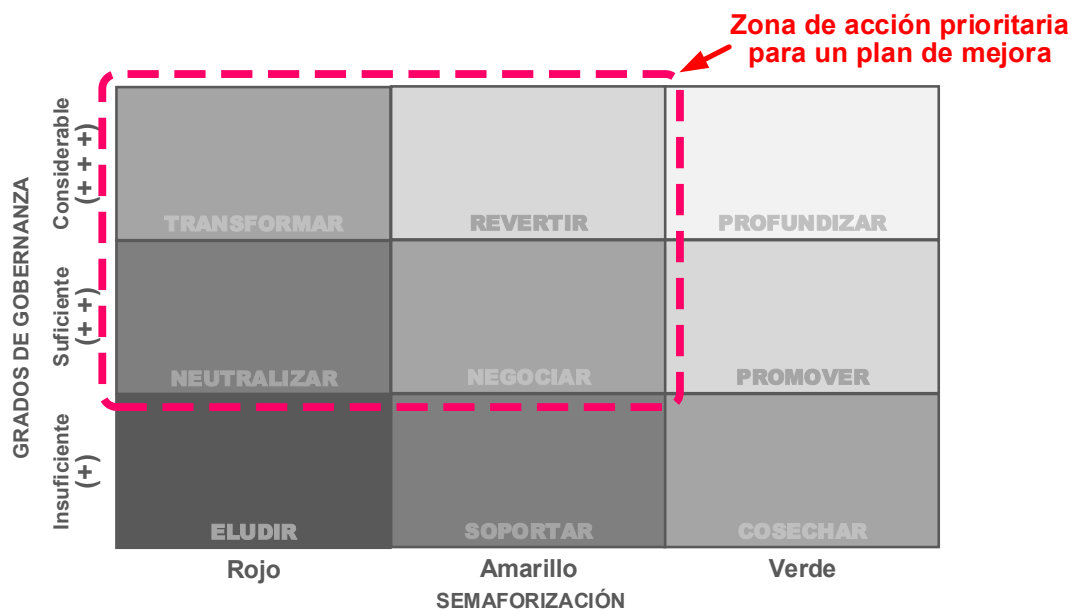 Zona de acción prioritaria
para un plan de mejora
GRADOS DE GOBERNANZA
Considerable
(+++)
TRANSFORMAR
REVERTIR
PROFUNDIZAR
Suficiente
(++)
NEUTRALIZAR
NEGOCIAR
PROMOVER
Insuficiente
(+)
ELUDIR
SOPORTAR
COSECHAR
Rojo
Amarillo
Verde
SEMAFORIZACIÓN